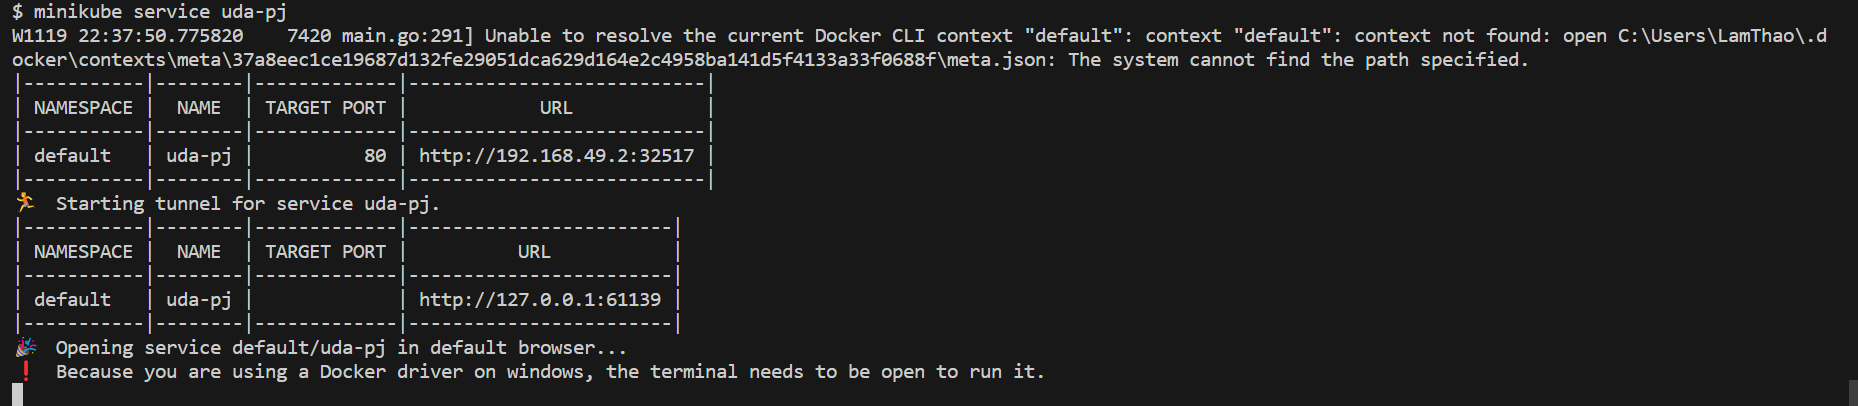 $ minikube service uda-pj
W1119 22:37:50.775820    7420 main.go:291] Unable to resolve the current Docker CLI context "default": context "default": context not found: open C:\Users\LamThao\.d
ocker\contexts\meta\37a8eec1ce19687d132fe29051dca629d164e2c4958ba141d5f4133a33f0688f\meta.json: The system cannot find the path specified.
|-----------|--------|-------------|---------------------------|
| NAMESPACE |  NAME  | TARGET PORT |            URL            |
|-----------|--------|-------------|---------------------------|
| default   | uda-pj |          80 | http://192.168.49.2:32517 |
|-----------|--------|-------------|---------------------------|
🏃  Starting tunnel for service uda-pj.
|-----------|--------|-------------|------------------------|
| NAMESPACE |  NAME  | TARGET PORT |          URL           |
|-----------|--------|-------------|------------------------|
| default   | uda-pj |             | http://127.0.0.1:61139 |
|-----------|--------|-------------|------------------------|
🎉  Opening service default/uda-pj in default browser...
❗  Because you are using a Docker driver on windows, the terminal needs to be open to run it.